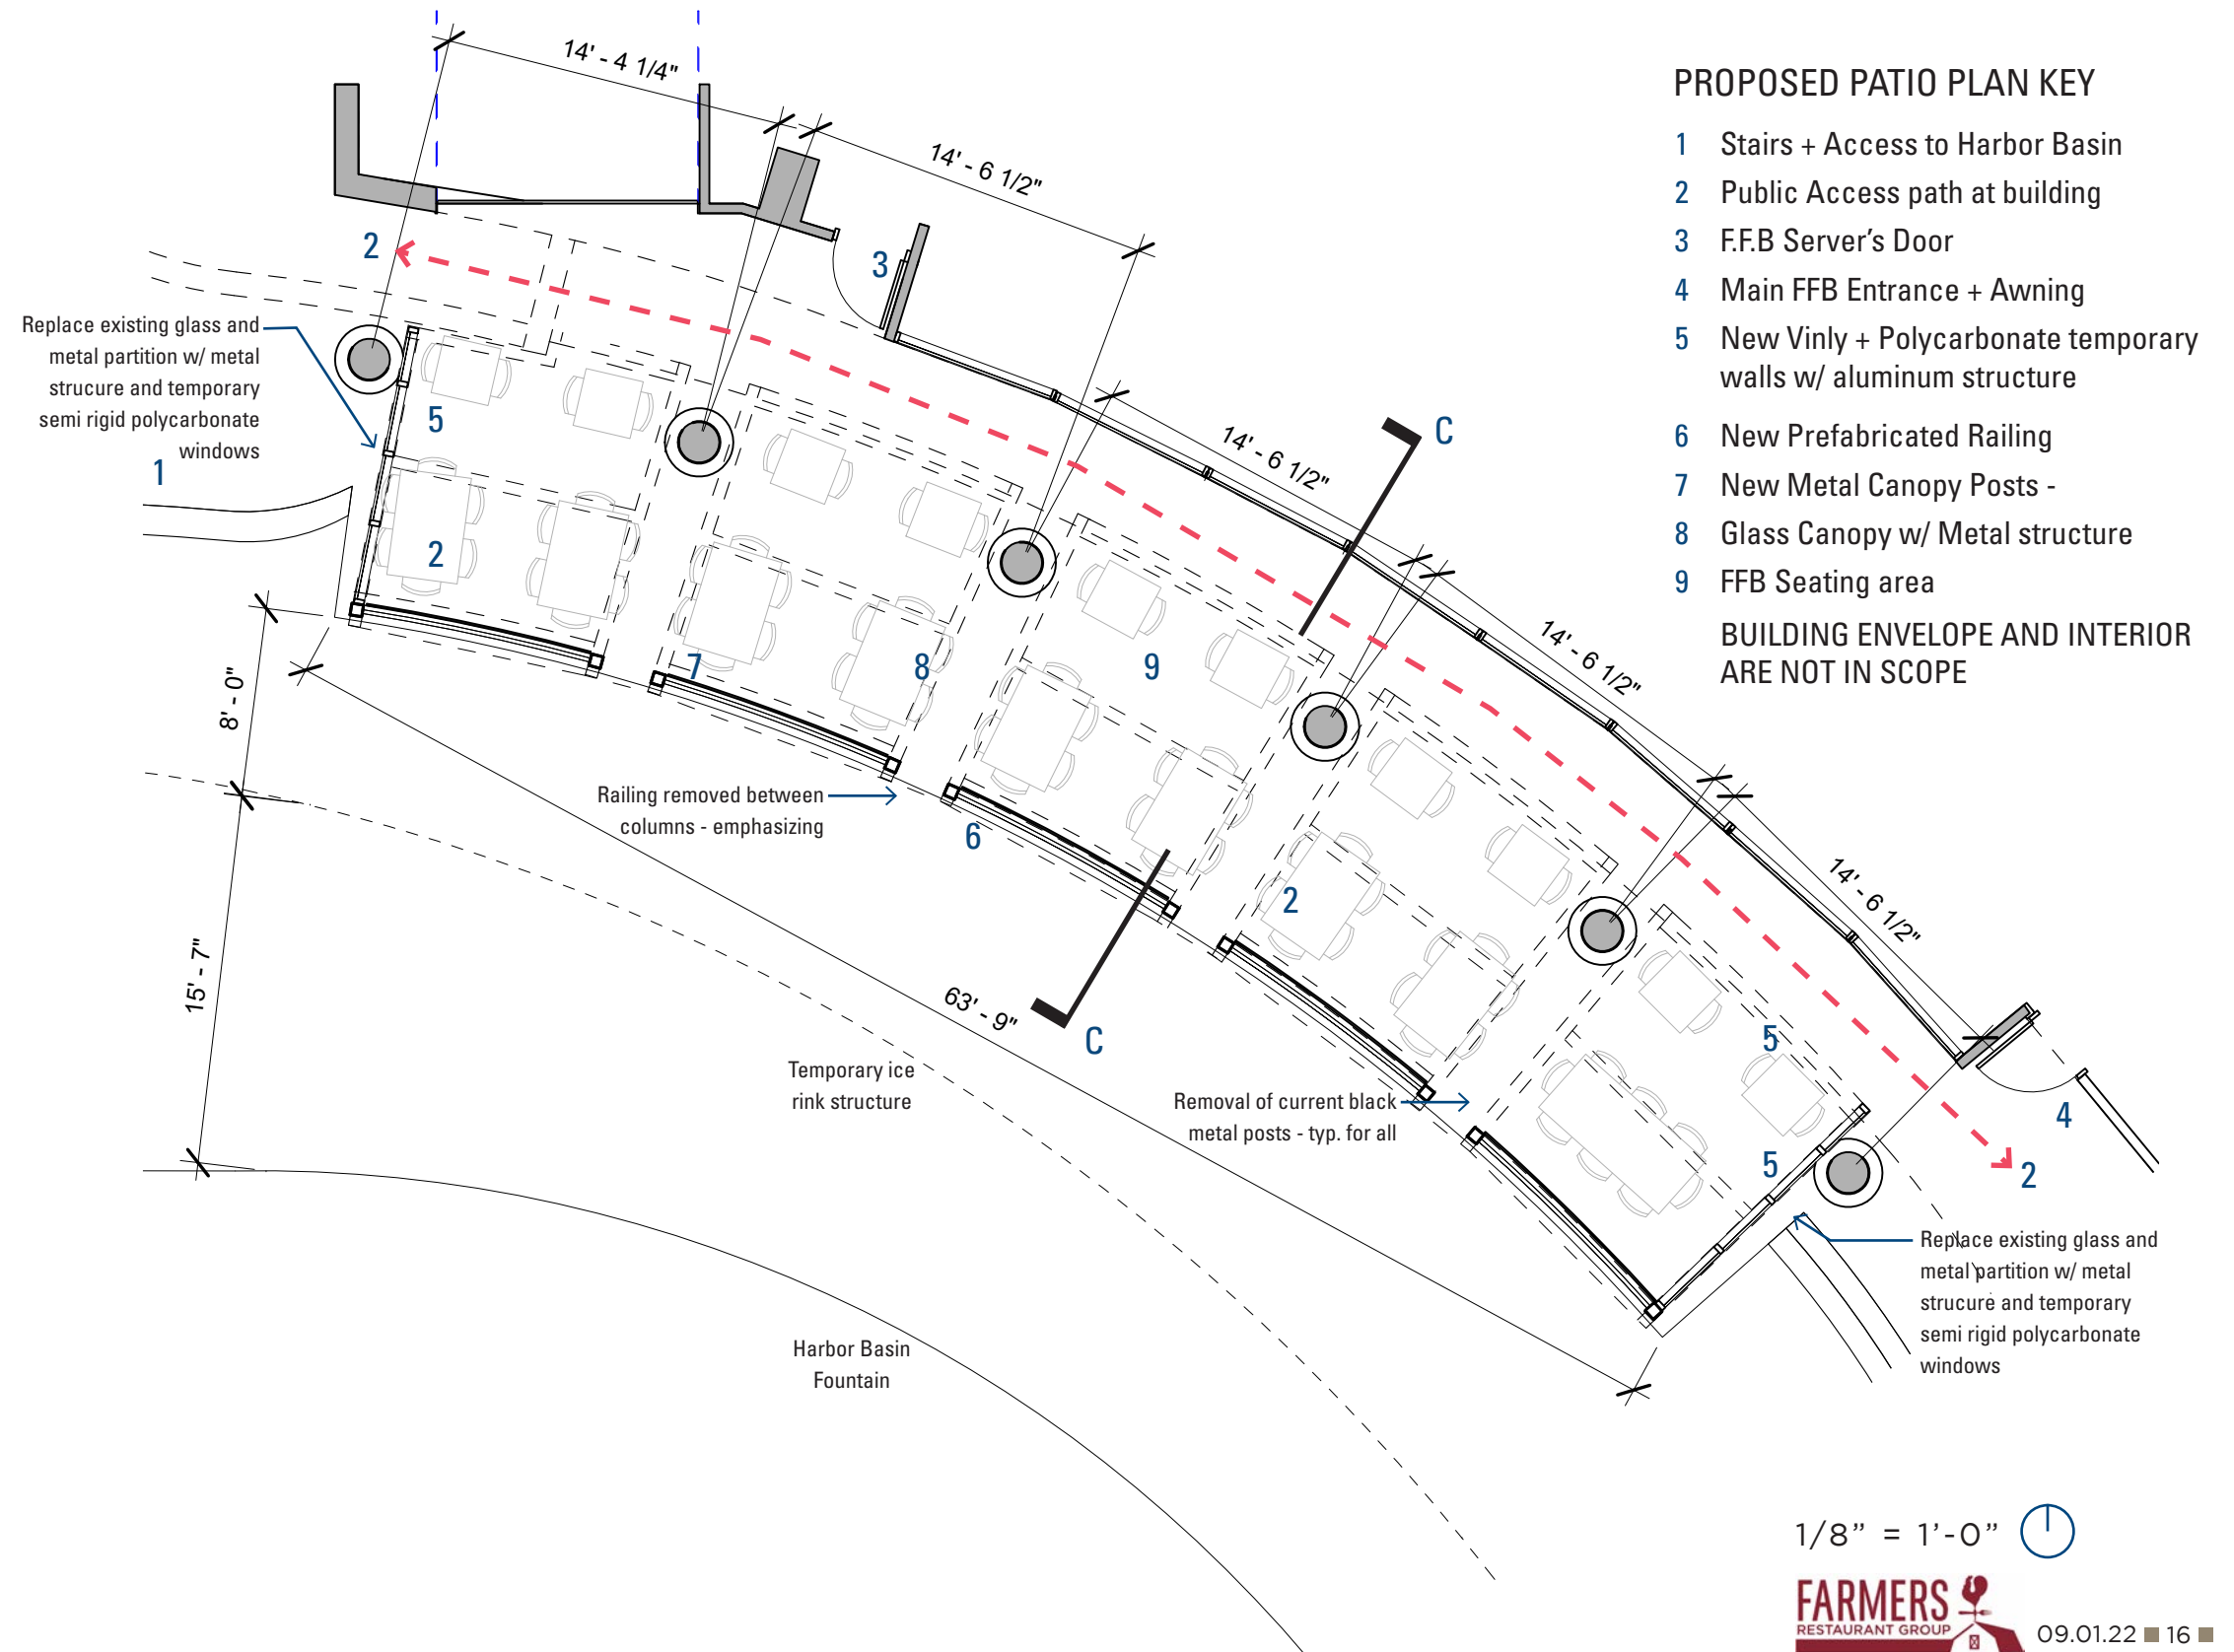 PROPOSED PATIO PLAN KEY
1 Stairs + Access to Harbor Basin
2 Public Access path at building
3 F.F.B Server's Door
4 Main FFB Entrance + Awning
5 New Vinly + Polycarbonate temporary
walls w/ aluminum structure
6 New Prefabricated Railing
7 New Metal Canopy Posts -
8 Glass Canopy w/ Metal structure
9 FFB Seating area
BUILDING ENVELOPE AND INTERIOR
ARE NOT IN SCOPE
14' - 4 1/4"
14' - 6 1/2"
14' - 6 1/2"
14' - 6 1/2"
14' - 6 1/2"
2
3
C
Replace existing glass and
metal partition w/ metal
strucure and temporary
semi rigid polycarbonate
windows
1
5
2
7
8
9
8' - 0"
Railing removed between
columns - emphasizing
6
2
15' - 7"
63' - 9"
C
Temporary ice
rink structure
Removal of current black
metal posts - typ. for all
5
5
4
2
Replace existing glass and
metal partition w/ metal
strucure and temporary
semi rigid polycarbonate
windows
Harbor Basin
Fountain
1/8” = 1’-0”
FARMERS
RESTAURANT GROUP
09.01.22 ■ 16 ■